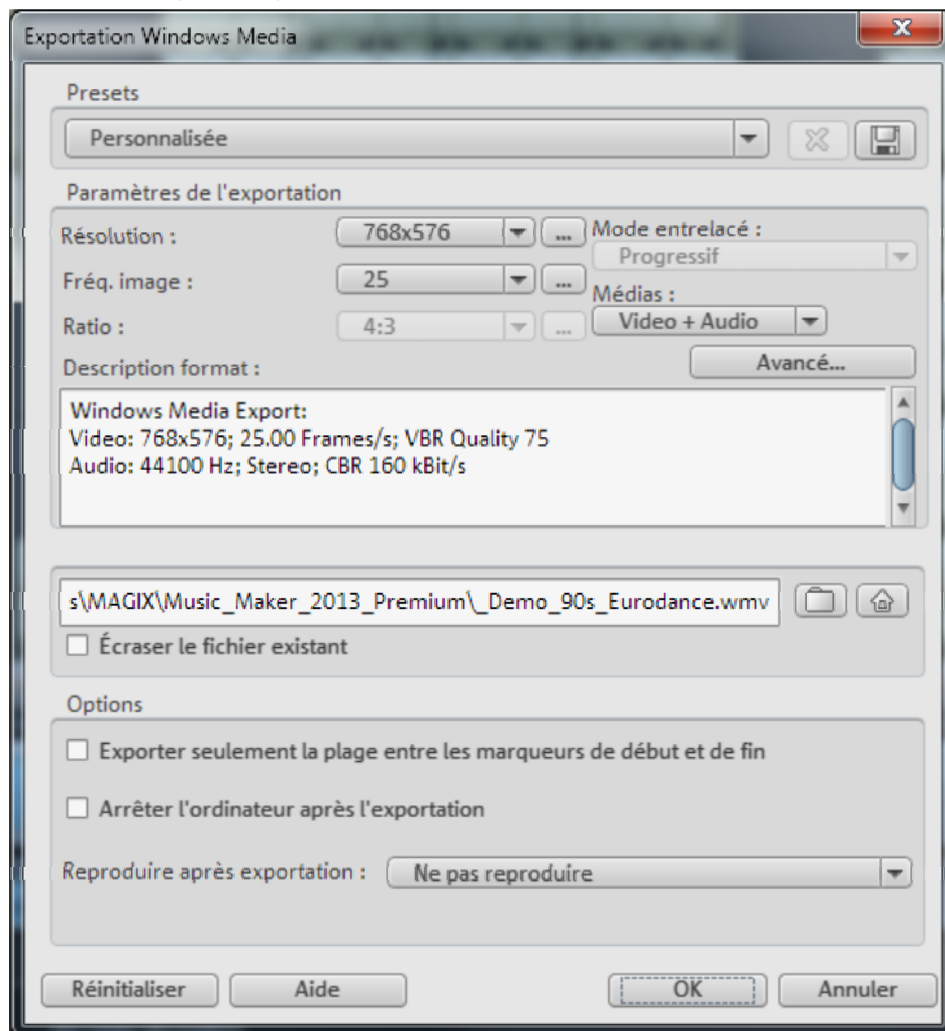 Exportation Windows Media
Presets
Personnalisée
Paramètres de l'exportation
Résolution :
768x576
...
Mode entrelacé :
Progressif
Fréq. image :
25
...
Médias :
Video + Audio
Ratio :
4:3
...
Avancé...
Description format :
Windows Media Export:
Video: 768x576; 25.00 Frames/s; VBR Quality 75
Audio: 44100 Hz; Stereo; CBR 160 kBit/s
s\MAGIX\Music_Maker_2013_Premium\_Demo_90s_Eurodance.wmv
Écraser le fichier existant
Options
Exporter seulement la plage entre les marqueurs de début et de fin
Arrêter l'ordinateur après l'exportation
Reproduire après exportation :
Ne pas reproduire
Réinitialiser
Aide
OK
Annuler